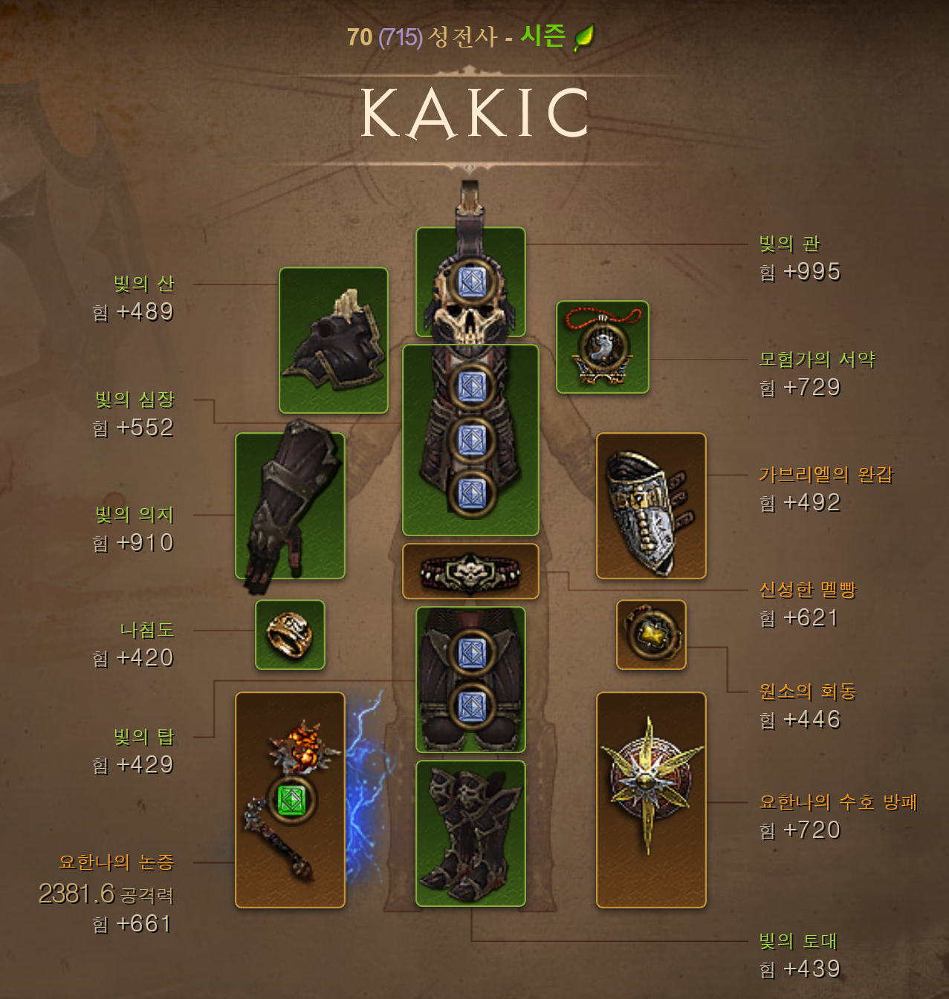 70 (715) 성전사 - 시즌
KAKIC
빛의 관
힘 +995
빛의 산
힘 +489
모험가의 서약
힘 +729
빛의 심장
힘 +552
가브리엘의 완갑
힘 +492
빛의 의지
힘 +910
신성한 멜빵
힘 +621
나침도
힘 +420
원소의 회동
힘 +446
빛의 탑
힘 +429
요한나의 수호 방패
힘 +720
요한나의 논증
2381.6 공격력
힘 +661
빛의 토대
힘 +439